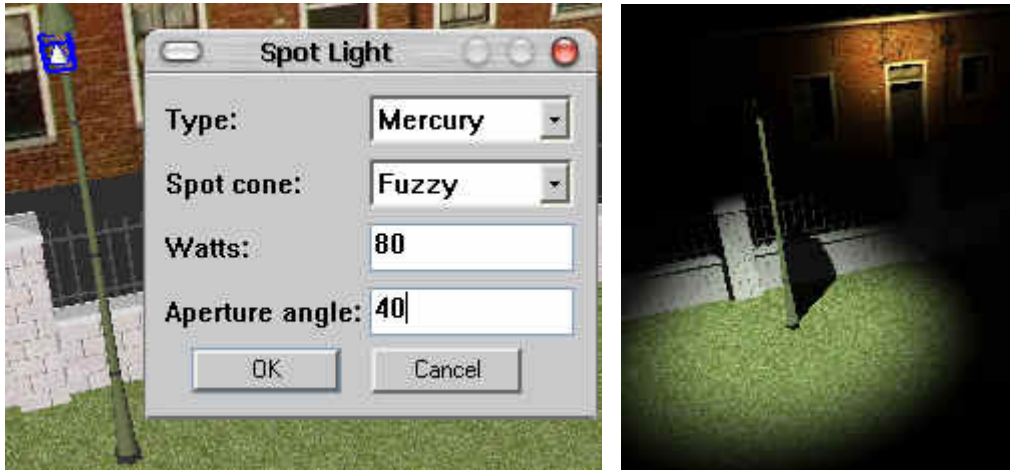 Spot Light
Type: Mercury
Spot cone: Fuzzy
Watts: 80
Aperture angle: 40
OK Cancel